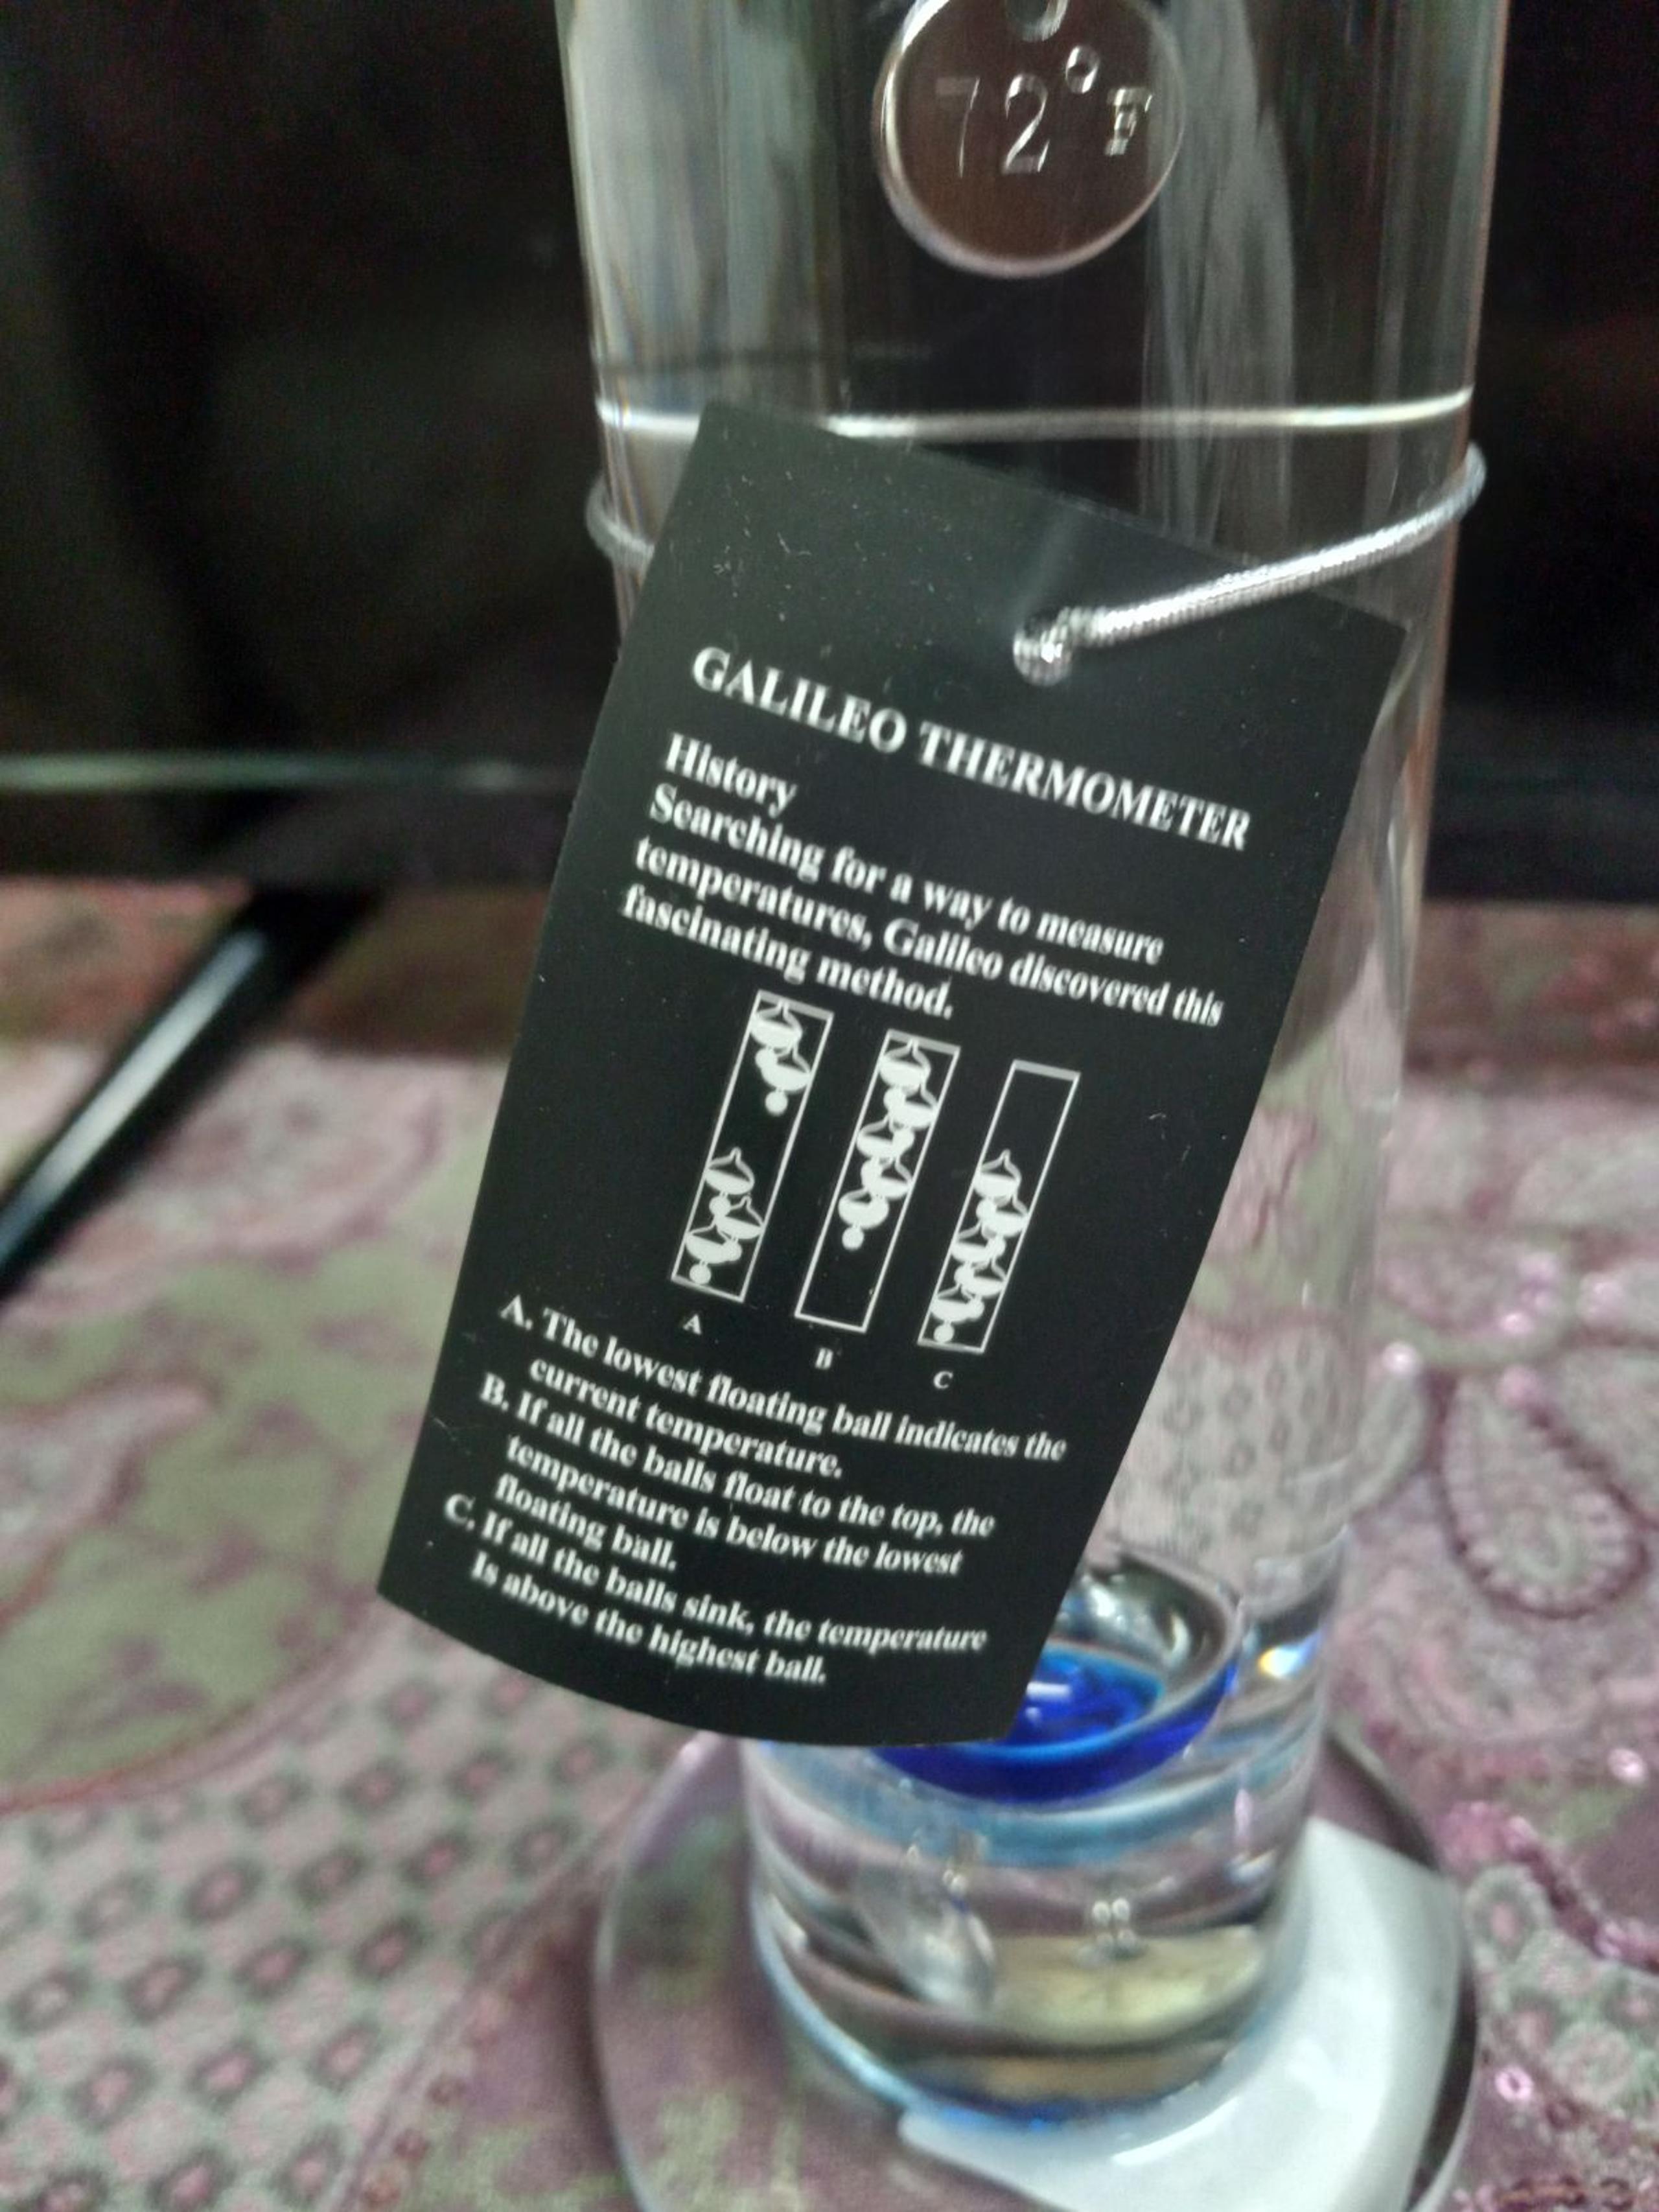 72°F
GALILEO THERMOMETER
History
Searching for a way to measure
temperatures, Galileo discovered this
fascinating method.
A B C
A. The lowest floating ball indicates the
current temperature.
B. If all the balls float to the top, the
temperature is below the lowest
floating ball.
C. If all the balls sink, the temperature
Is above the highest ball.